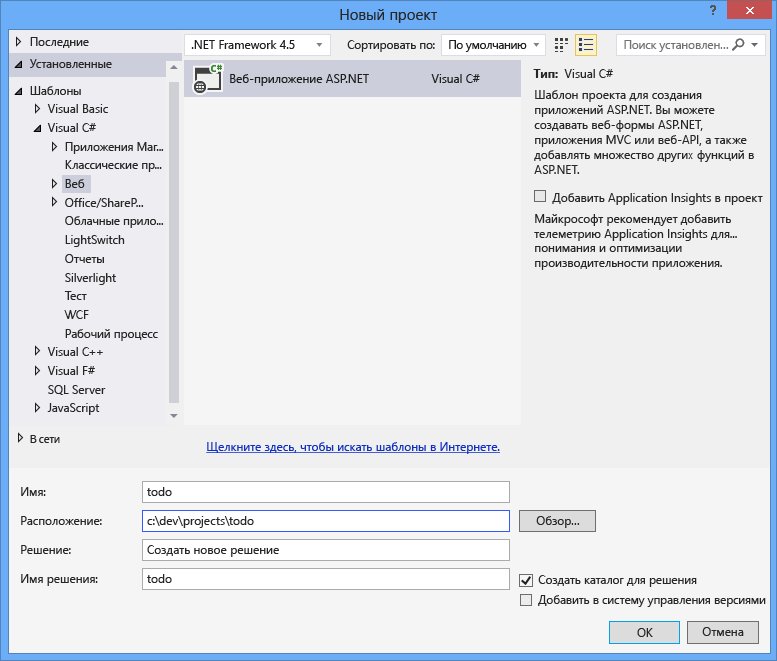 Новый проект
?
Последние
Установленные
.NET Framework 4.5
Сортировать по:
По умолчанию
Поиск установлен...
Шаблоны
Visual Basic
Visual C#
Приложения Маг...
Классические пр...
Веб
Office/ShareP...
Облачные прило...
LightSwitch
Отчеты
Silverlight
Тест
WCF
Рабочий процесс
Visual C++
Visual F#
SQL Server
JavaScript
В сети
C#
Веб-приложение ASP.NET
Visual C#
Щелкните здесь, чтобы искать шаблоны в Интернете.
Тип: Visual C#
Шаблон проекта для создания
приложений ASP.NET. Вы можете
создавать веб-формы ASP.NET,
приложения MVC или веб-API, а также
добавлять множество других функций в
ASP.NET.
Добавить Application Insights в проект
Майкрософт рекомендует добавить
телеметрию Application Insights для...
понимания и оптимизации
производительности приложения.
Имя:
todo
Расположение:
c:\dev\projects\todo
Обзор...
Решение:
Создать новое решение
Имя решения:
todo
Создать каталог для решения
Добавить в систему управления версиями
ОК
Отмена